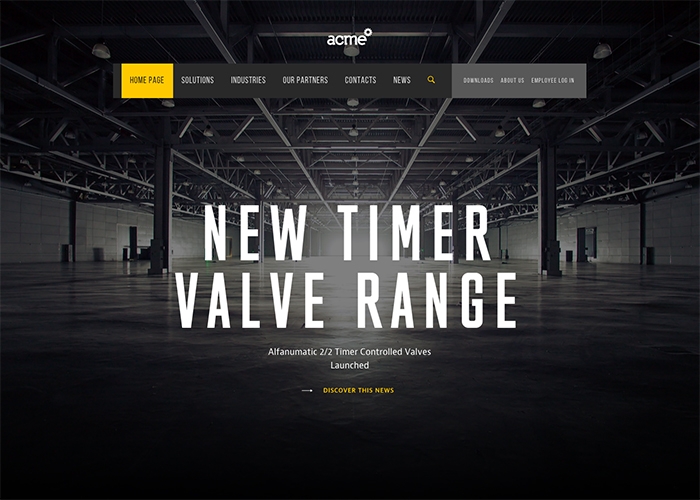 acme
HOME PAGE SOLUTIONS INDUSTRIES OUR PARTNERS CONTACTS NEWS DOWNLOADS ABOUT US EMPLOYEE LOG IN
NEW TIMER
VALVE RANGE
Alfanumatic 2/2 Timer Controlled Valves
Launched
DISCOVER THIS NEWS